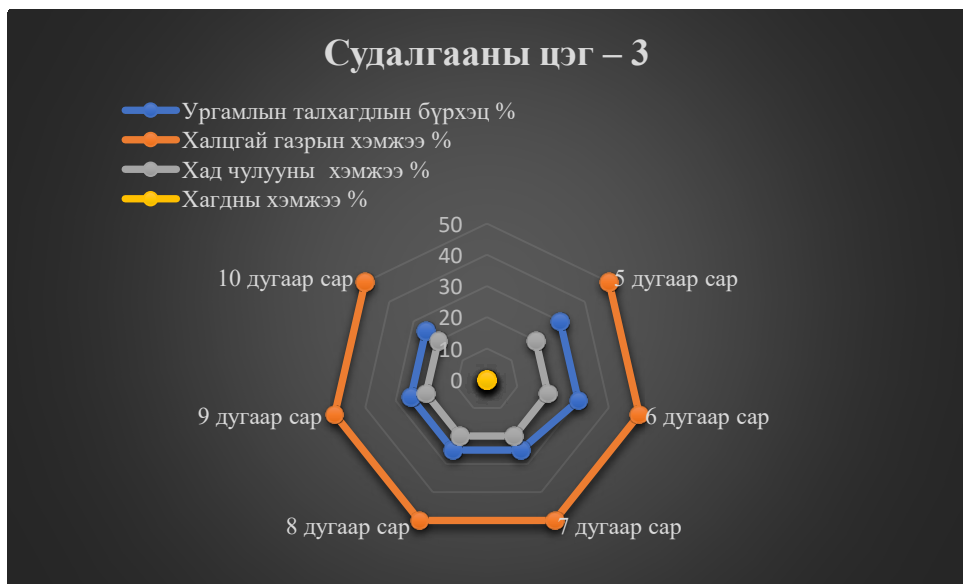 Судалгааны цэг – 3
Ургамлын талхагдлын бүрхэц %
Халцгай газрын хэмжээ %
Хад чулууны  хэмжээ %
Хагдны хэмжээ %
50
40
30
20
10
0
5 дугаар сар
6 дугаар сар
7 дугаар сар
8 дугаар сар
9 дугаар сар
10 дугаар сар